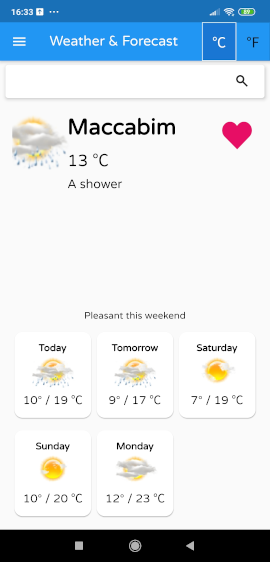 16:33
89
Weather & Forecast
°C
°F
Maccabim
13 °C
A shower
Pleasant this weekend
Today
Tomorrow
Saturday
10° / 19 °C
9° / 17 °C
7° / 19 °C
Sunday
Monday
10° / 20 °C
12° / 23 °C